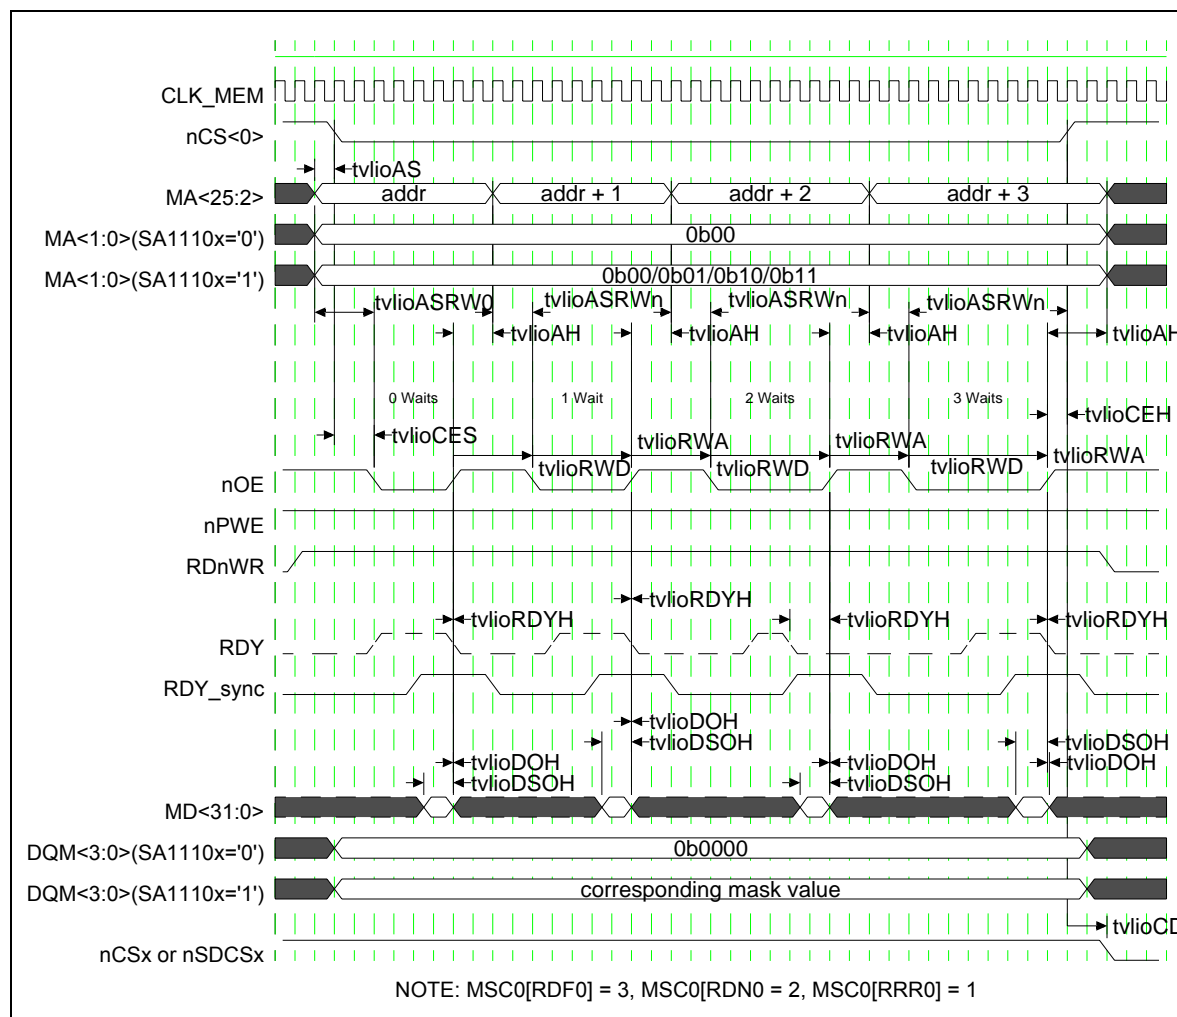 CLK_MEM
nCS<0>
tvlioAS
MA<25:2> addr addr + 1 addr + 2 addr + 3
MA<1:0>(SA1110x='0') 0b00
MA<1:0>(SA1110x='1') 0b00/0b01/0b10/0b11
tvlioASRW0 tvlioASRWn tvlioASRWn tvlioASRWn
tvlioAH tvlioAH tvlioAH tvlioAH
0 Waits 1 Wait 2 Waits 3 Waits
tvlioCEH
tvlioCES tvlioRWA tvlioRWA tvlioRWA
tvlioRWD tvlioRWD tvlioRWD
nOE
nPWE
RDnWR
tvlioRDYH
tvlioRDYH tvlioRDYH tvlioRDYH
RDY
RDY_sync
tvlioDOH
tvlioDSOH tvlioDSOH
tvlioDOH tvlioDOH tvlioDOH
tvlioDSOH tvlioDSOH
MD<31:0>
DQM<3:0>(SA1110x='0') 0b0000
DQM<3:0>(SA1110x='1') corresponding mask value
tvlioCD
nCSx or nSDCSx
NOTE: MSC0[RDF0] = 3, MSC0[RDN0 = 2, MSC0[RRR0] = 1